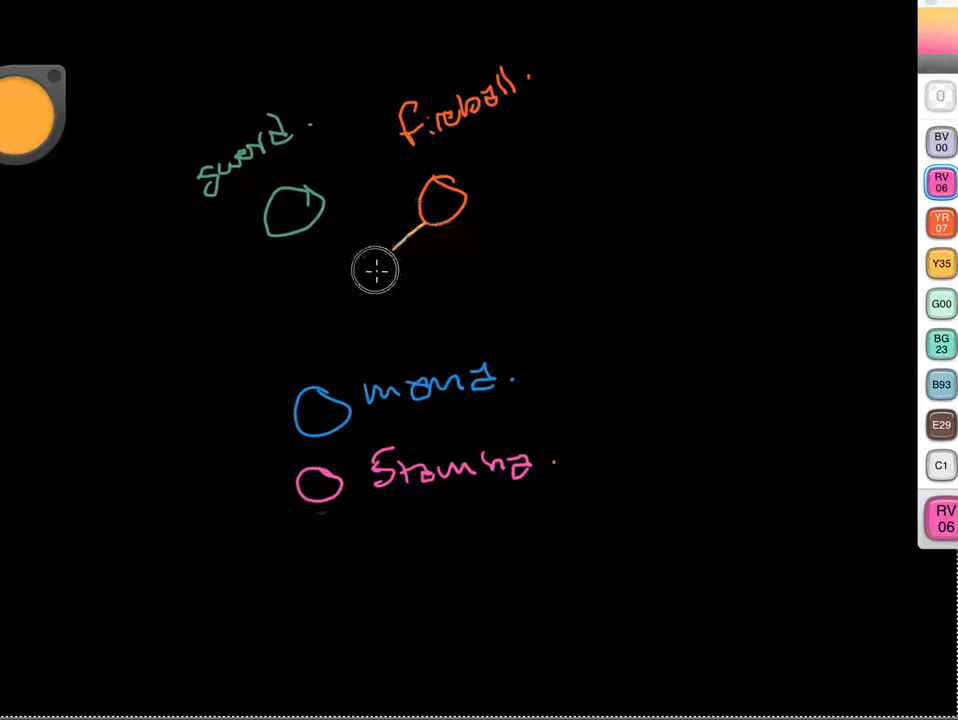 fireball.
sword.
mana.
Stamina.
0
BV
00
RV
06
YR
07
Y35
G00
BG
23
B93
E29
C1
RV
06